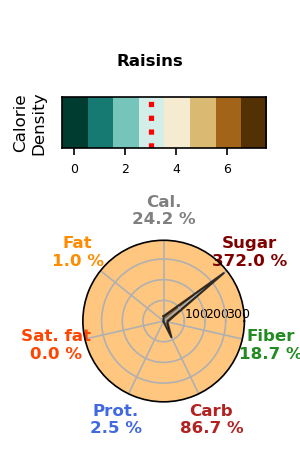 Raisins
Calorie
Density
0 2 4 6
Cal.
24.2 %
Fat
1.0 %
Sugar
372.0 %
100 200 300
Sat. fat
0.0 %
Fiber
18.7 %
Prot.
2.5 %
Carb
86.7 %